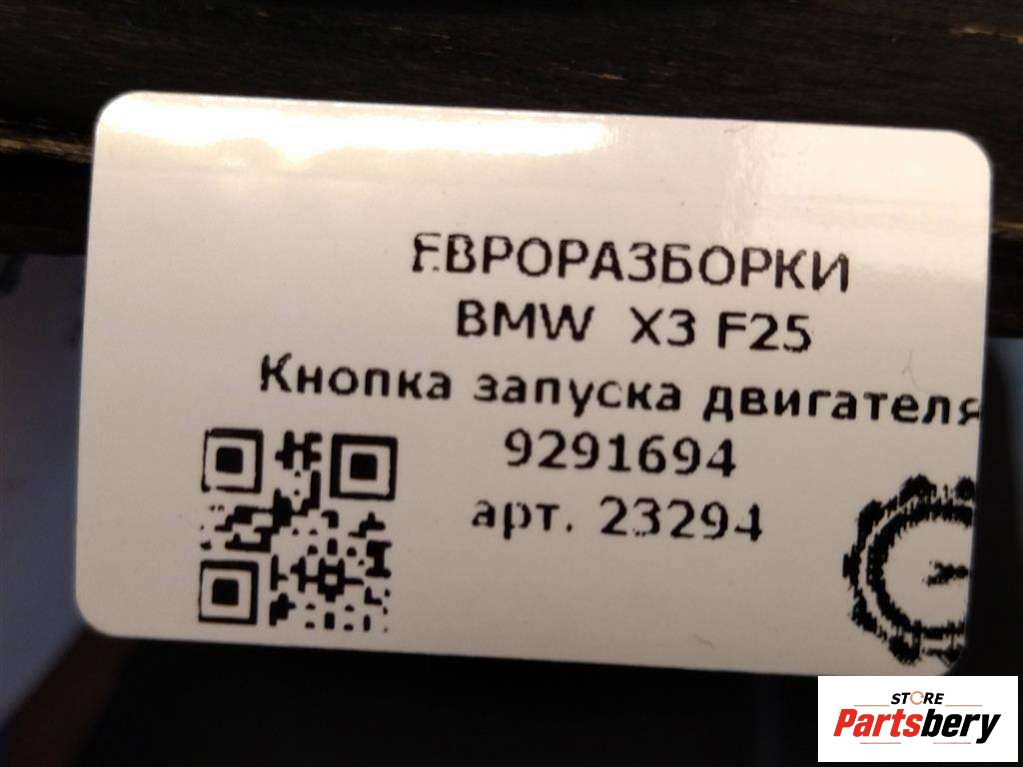 ЕВРОРАЗБОРКИ
BMW X3 F25
Кнопка запуска двигателя
9291694
арт. 23294
STORE
Partsbery